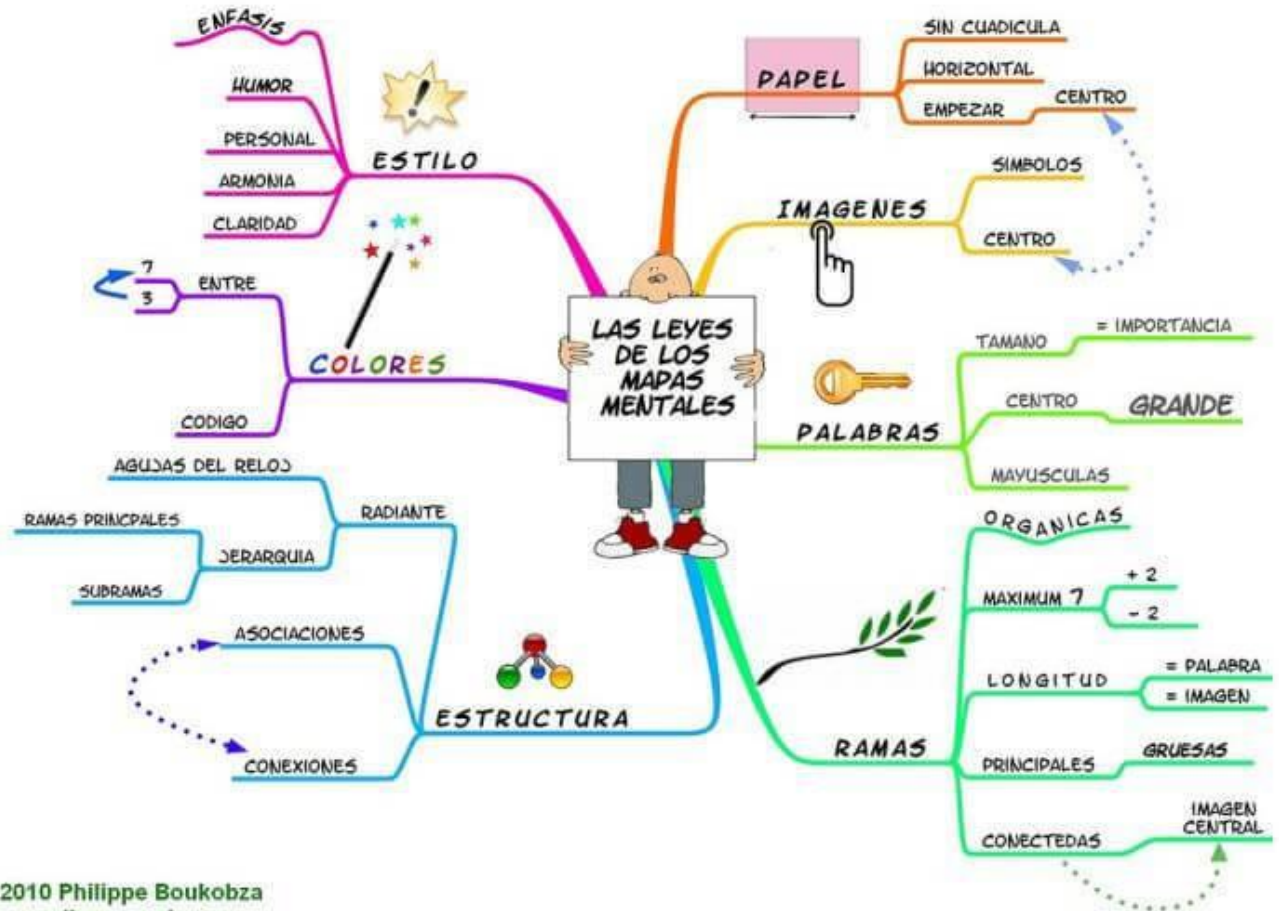 LAS LEYES
DE LOS
MAPAS
MENTALES
PAPEL
SIN CUADICULA
HORIZONTAL
EMPEZAR
CENTRO
IMAGENES
SIMBOLOS
CENTRO
PALABRAS
TAMANO
= IMPORTANCIA
CENTRO
GRANDE
MAYUSCULAS
RAMAS
ORGANICAS
MAXIMUM 7
+ 2
- 2
LONGITUD
= PALABRA
= IMAGEN
PRINCIPALES
GRUESAS
CONECTEDAS
IMAGEN
CENTRAL
ESTRUCTURA
RADIANTE
AGUJAS DEL RELOJ
JERARQUIA
RAMAS PRINCPALES
SUBRAMAS
ASOCIACIONES
CONEXIONES
COLORES
ENTRE
7
3
CODIGO
ESTILO
ENFASIS
HUMOR
PERSONAL
ARMONIA
CLARIDAD
2010 Philippe Boukobza